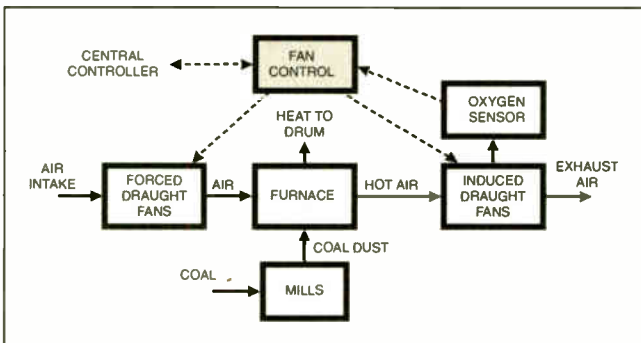 CENTRAL
CONTROLLER
FAN
CONTROL
OXYGEN
SENSOR
HEAT TO
DRUM
AIR
INTAKE
FORCED
DRAUGHT
FANS
AIR
FURNACE
HOT AIR
INDUCED
DRAUGHT
FANS
EXHAUST
AIR
COAL DUST
COAL
MILLS